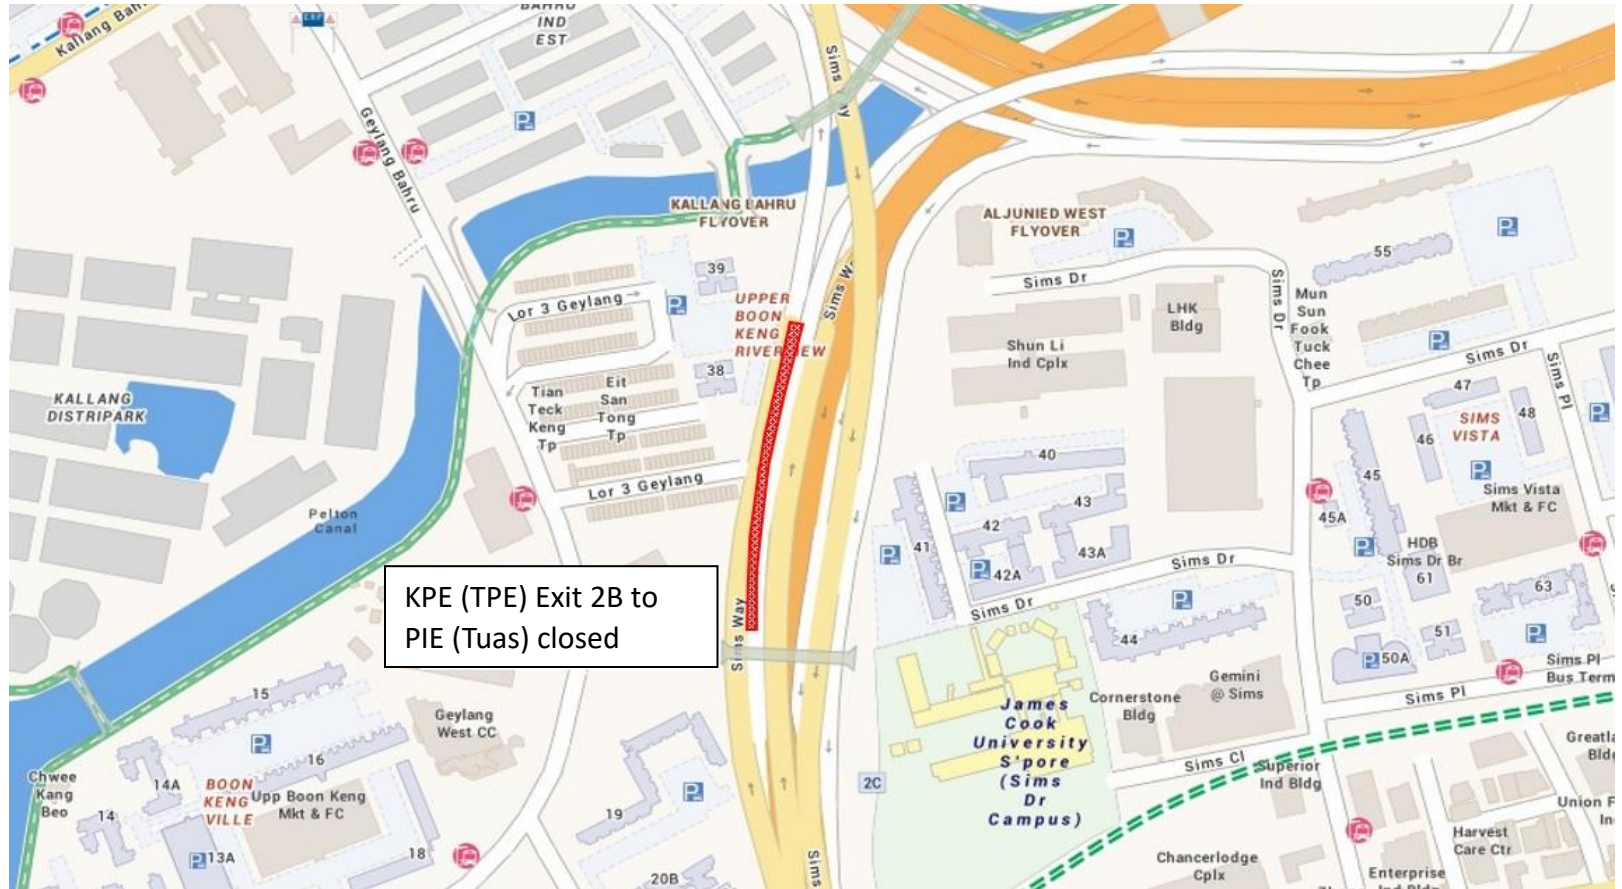 BAHRU
IND
EST
Kallang Bahru
ERP
Sims Way
Geylang Bahru
KALLANG BAHRU
FLYOVER
ALJUNIED WEST
FLYOVER
39
55
Sims Dr
Sims Way
Sims Dr
Mun
Sun
Fook
Tuck
Chee
Tp
Lor 3 Geylang
UPPER
BOON
KENG
RIVERVIEW
LHK
Bldg
Shun Li
Ind Cplx
Sims Dr
Sims Pl
38
Tian
Teck
Keng
Tp
Eit
San
Tong
Tp
KALLANG
DISTRIPARK
47
48
46
SIMS
VISTA
40
45
Lor 3 Geylang
Sims Vista
Mkt & FC
Pelton
Canal
42
43
45A
41
43A
HDB
Sims Dr Br
61
42A
Sims Dr
63
KPE (TPE) Exit 2B to
PIE (Tuas) closed
Sims Way
Sims Dr
50
51
44
50A
Sims Pl
Bus Term
Gemini
@ Sims
Cornerstone
Bldg
Sims Pl
15
Geylang
West CC
James
Cook
University
S'pore
(Sims
Dr
Campus)
16
Sims Cl
Superior
Ind Bldg
Greatla
Bldg
Chwee
Kang
Beo
14A
BOON
KENG
VILLE
Upp Boon Keng
Mkt & FC
2C
14
19
Union F
In
Harvest
Care Ctr
13A
18
Sims
20B
Chancerlodge
Cplx
Enterprise